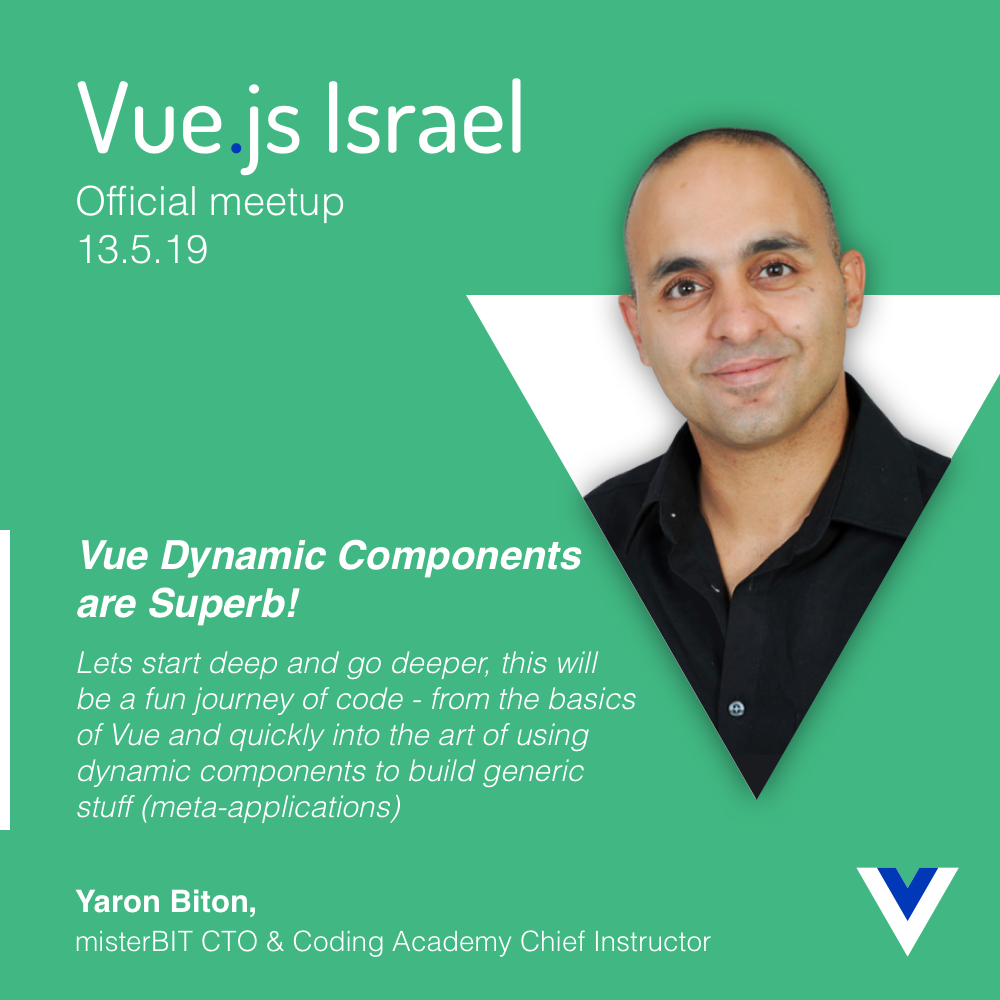 Vue.js Israel
Official meetup
13.5.19
Vue Dynamic Components
are Superb!
Lets start deep and go deeper, this will
be a fun journey of code - from the basics
of Vue and quickly into the art of using
dynamic components to build generic
stuff (meta-applications)
Yaron Biton,
misterBIT CTO & Coding Academy Chief Instructor